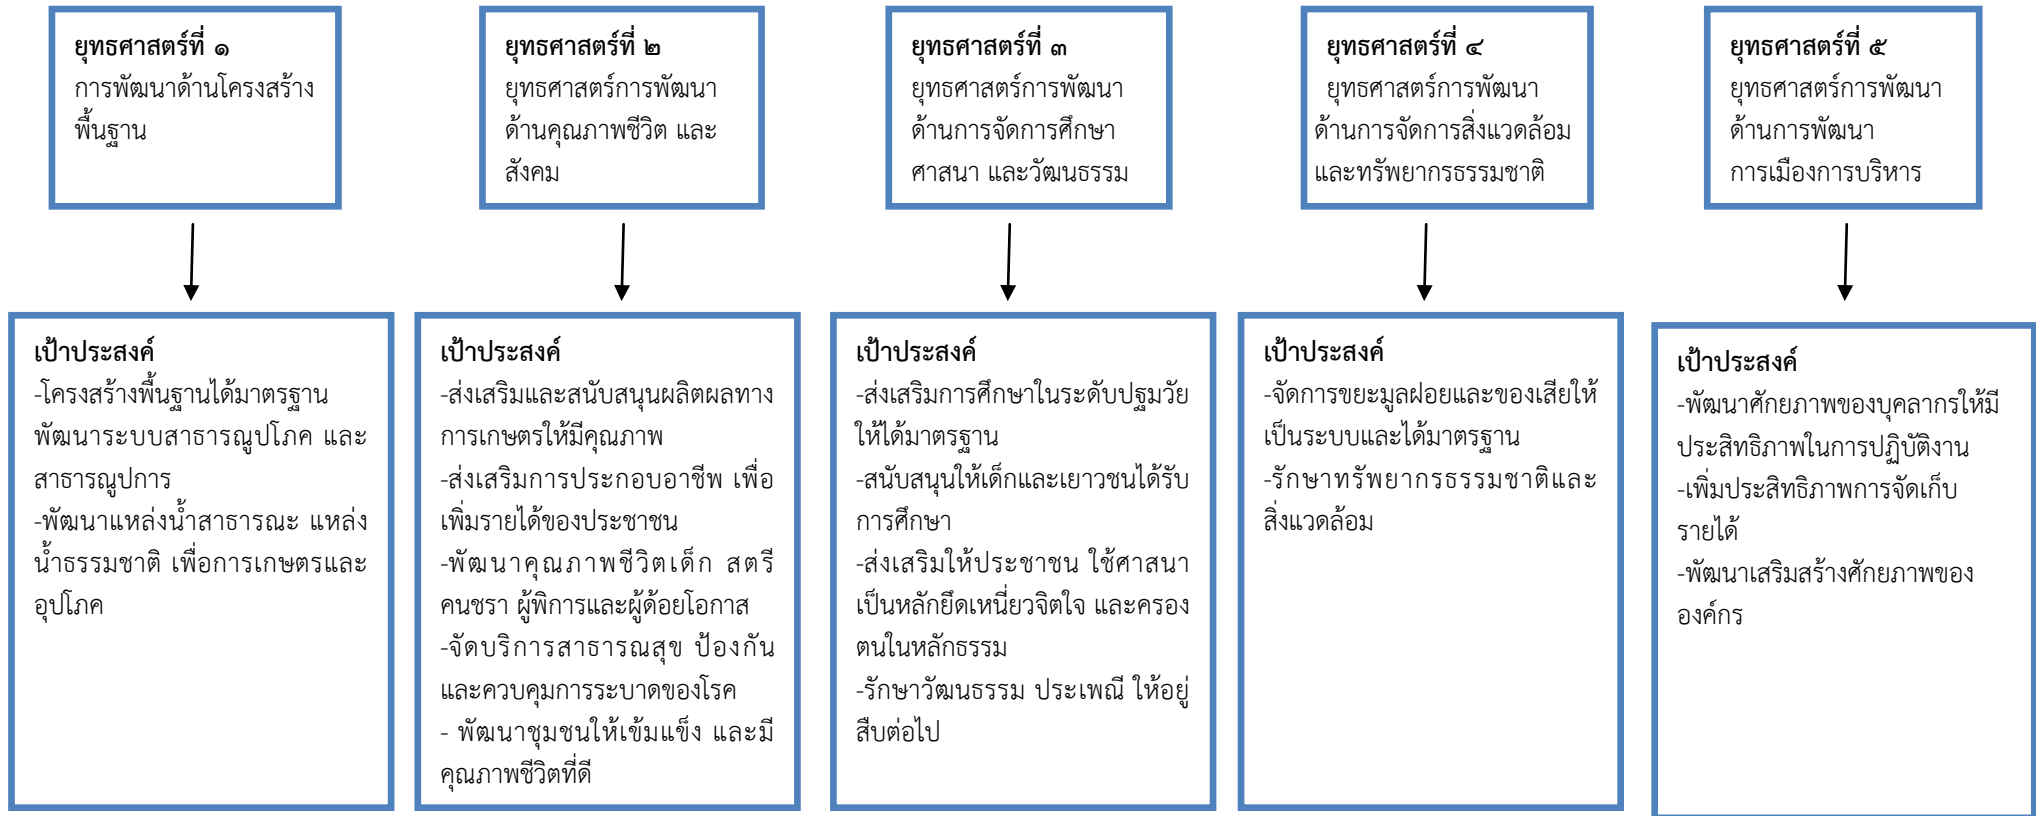 ยุทธศาสตร์ที่ ๑
การพัฒนาด้านโครงสร้าง
พื้นฐาน
ยุทธศาสตร์ที่ ๒
ยุทธศาสตร์การพัฒนา
ด้านคุณภาพชีวิต และ
สังคม
ยุทธศาสตร์ที่ ๓
ยุทธศาสตร์การพัฒนา
ด้านการจัดการศึกษา
ศาสนา และวัฒนธรรม
ยุทธศาสตร์ที่ ๔
ยุทธศาสตร์การพัฒนา
ด้านการจัดการสิ่งแวดล้อม
และทรัพยากรธรรมชาติ
ยุทธศาสตร์ที่ ๕
ยุทธศาสตร์การพัฒนา
ด้านการพัฒนา
การเมืองการบริหาร
เป้าประสงค์
-โครงสร้างพื้นฐานได้มาตรฐาน
พัฒนาระบบสาธารณูปโภค และ
สาธารณูปการ
-พัฒนาแหล่งน้ำสาธารณะ แหล่ง
น้ำธรรมชาติ เพื่อการเกษตรและ
อุปโภค
เป้าประสงค์
-ส่งเสริมและสนับสนุนผลิตผลทาง
การเกษตรให้มีคุณภาพ
-ส่งเสริมการประกอบอาชีพ เพื่อ
เพิ่มรายได้ของประชาชน
-พัฒนาคุณภาพชีวิตเด็ก สตรี
คนชรา ผู้พิการและผู้ด้อยโอกาส
-จัดบริการสาธารณสุข ป้องกัน
และควบคุมการระบาดของโรค
- พัฒนาชุมชนให้เข้มแข็ง และมี
คุณภาพชีวิตที่ดี
เป้าประสงค์
-ส่งเสริมการศึกษาในระดับปฐมวัย
ให้ได้มาตรฐาน
-สนับสนุนให้เด็กและเยาวชนได้รับ
การศึกษา
-ส่งเสริมให้ประชาชน ใช้ศาสนา
เป็นหลักยึดเหนี่ยวจิตใจ และครอง
ตนในหลักธรรม
-รักษาวัฒนธรรม ประเพณี ให้อยู่
สืบต่อไป
เป้าประสงค์
-จัดการขยะมูลฝอยและของเสียให้
เป็นระบบและได้มาตรฐาน
-รักษาทรัพยากรธรรมชาติและ
สิ่งแวดล้อม
เป้าประสงค์
-พัฒนาศักยภาพของบุคลากรให้มี
ประสิทธิภาพในการปฏิบัติงาน
-เพิ่มประสิทธิภาพการจัดเก็บ
รายได้
-พัฒนาเสริมสร้างศักยภาพของ
องค์กร